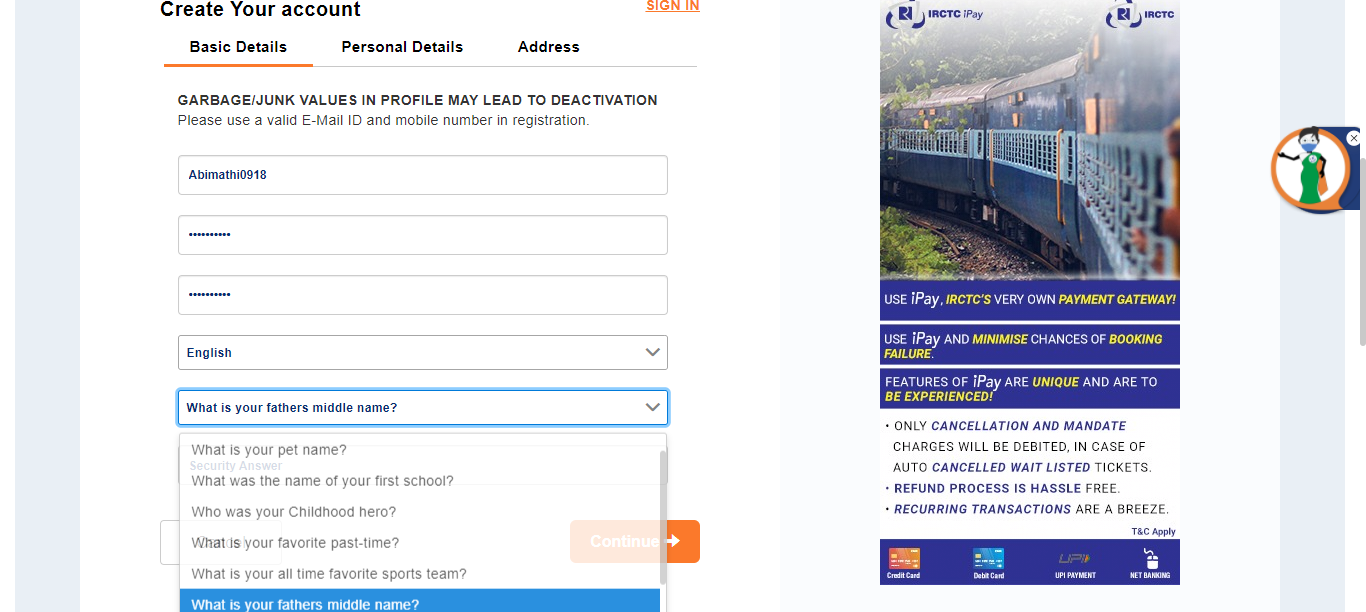 Create Your account
SIGN IN
Basic Details
Personal Details
Address
GARBAGE/JUNK VALUES IN PROFILE MAY LEAD TO DEACTIVATION
Please use a valid E-Mail ID and mobile number in registration.
Abimathi0918
••••••••••
••••••••••
English
What is your fathers middle name?
What is your pet name?
Security Answer
What was the name of your first school?
Who was your Childhood hero?
What is your favorite past-time?
Continue
What is your all time favorite sports team?
What is your fathers middle name?
IRCTC iPay
IRCTC
USE iPay, IRCTC'S VERY OWN PAYMENT GATEWAY!
USE iPay AND MINIMISE CHANCES OF BOOKING
FAILURE.
FEATURES OF iPay ARE UNIQUE AND ARE TO
BE EXPERIENCED!
• ONLY CANCELLATION AND MANDATE
CHARGES WILL BE DEBITED, IN CASE OF
AUTO CANCELLED WAIT LISTED TICKETS.
• REFUND PROCESS IS HASSLE FREE.
• RECURRING TRANSACTIONS ARE A BREEZE.
T&C Apply
Credit Card
Debit Card
UPI
UPI PAYMENT
NET BANKING